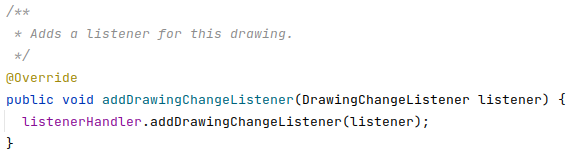 /**
 * Adds a listener for this drawing.
 */
@Override
public void addDrawingChangeListener(DrawingChangeListener listener) {
  listenerHandler.addDrawingChangeListener(listener);
}